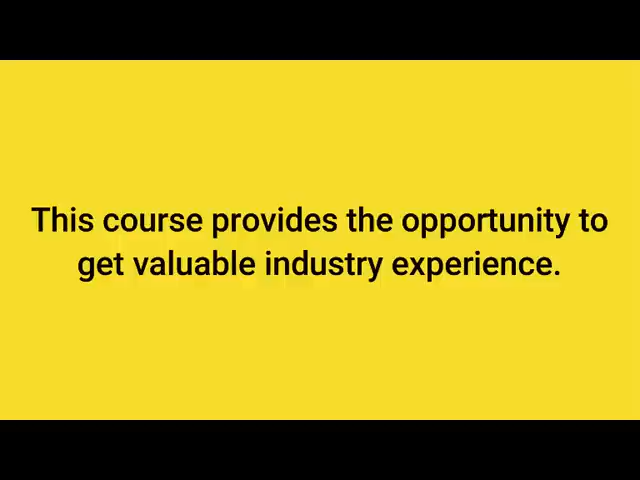 This course provides the opportunity to
get valuable industry experience.